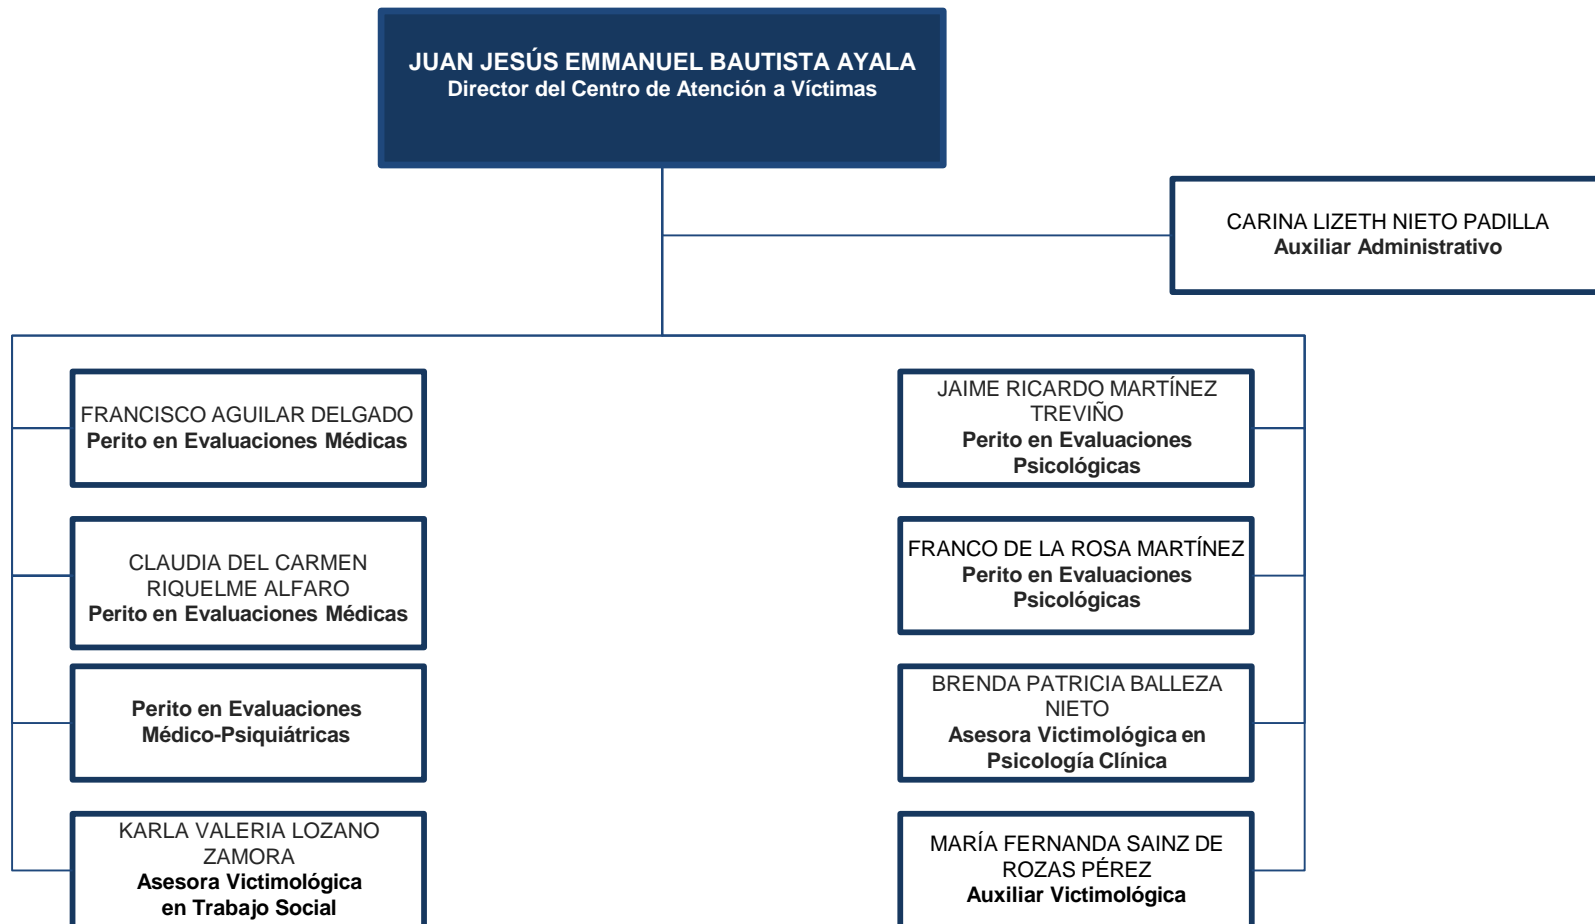 JUAN JESÚS EMMANUEL BAUTISTA AYALA
Director del Centro de Atención a Víctimas
CARINA LIZETH NIETO PADILLA
Auxiliar Administrativo
FRANCISCO AGUILAR DELGADO
Perito en Evaluaciones Médicas
CLAUDIA DEL CARMEN
RIQUELME ALFARO
Perito en Evaluaciones Médicas
Perito en Evaluaciones
Médico-Psiquiátricas
KARLA VALERIA LOZANO
ZAMORA
Asesora Victimológica
en Trabajo Social
JAIME RICARDO MARTÍNEZ
TREVIÑO
Perito en Evaluaciones
Psicológicas
FRANCO DE LA ROSA MARTÍNEZ
Perito en Evaluaciones
Psicológicas
BRENDA PATRICIA BALLEZA
NIETO
Asesora Victimológica en
Psicología Clínica
MARÍA FERNANDA SAINZ DE
ROZAS PÉREZ
Auxiliar Victimológica